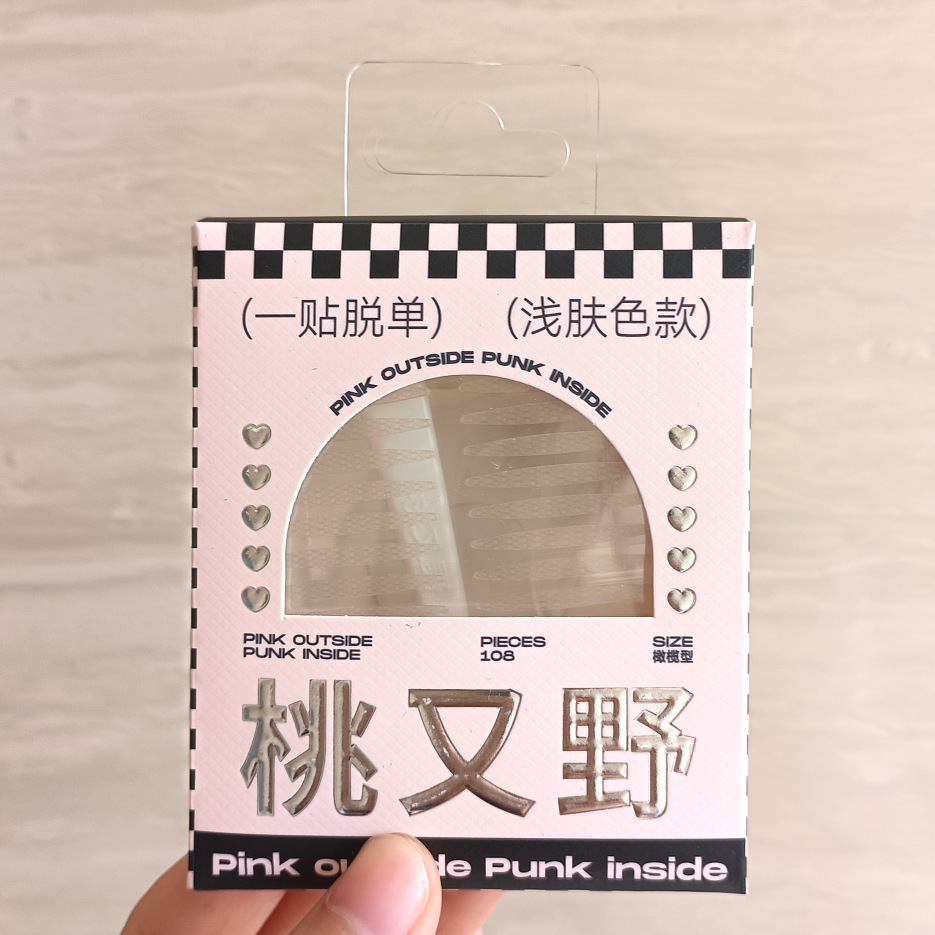 (一贴脱单) (浅肤色款)
PINK OUTSIDE PUNK INSIDE
PINK OUTSIDE
PUNK INSIDE
PIECES
108
SIZE
橄榄型
桃又野
Pink ou de Punk inside